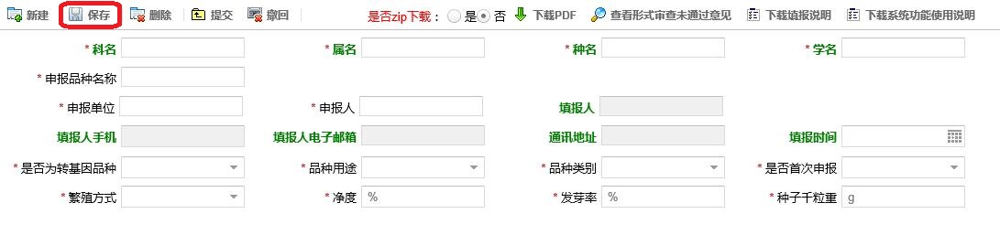 新建 保存 删除 提交 撤回 是否zip下载： 是 否 下载PDF 查看形式审查未通过意见 下载填报说明 下载系统功能使用说明
* 科名 * 属名 * 种名 * 学名
* 申报品种名称
* 申报单位 * 申报人 填报人
填报人手机 填报人电子邮箱 通讯地址 填报时间
* 是否为转基因品种 * 品种用途 * 品种类别 * 是否首次申报
* 繁殖方式 * 净度 % * 发芽率 % * 种子千粒重 g